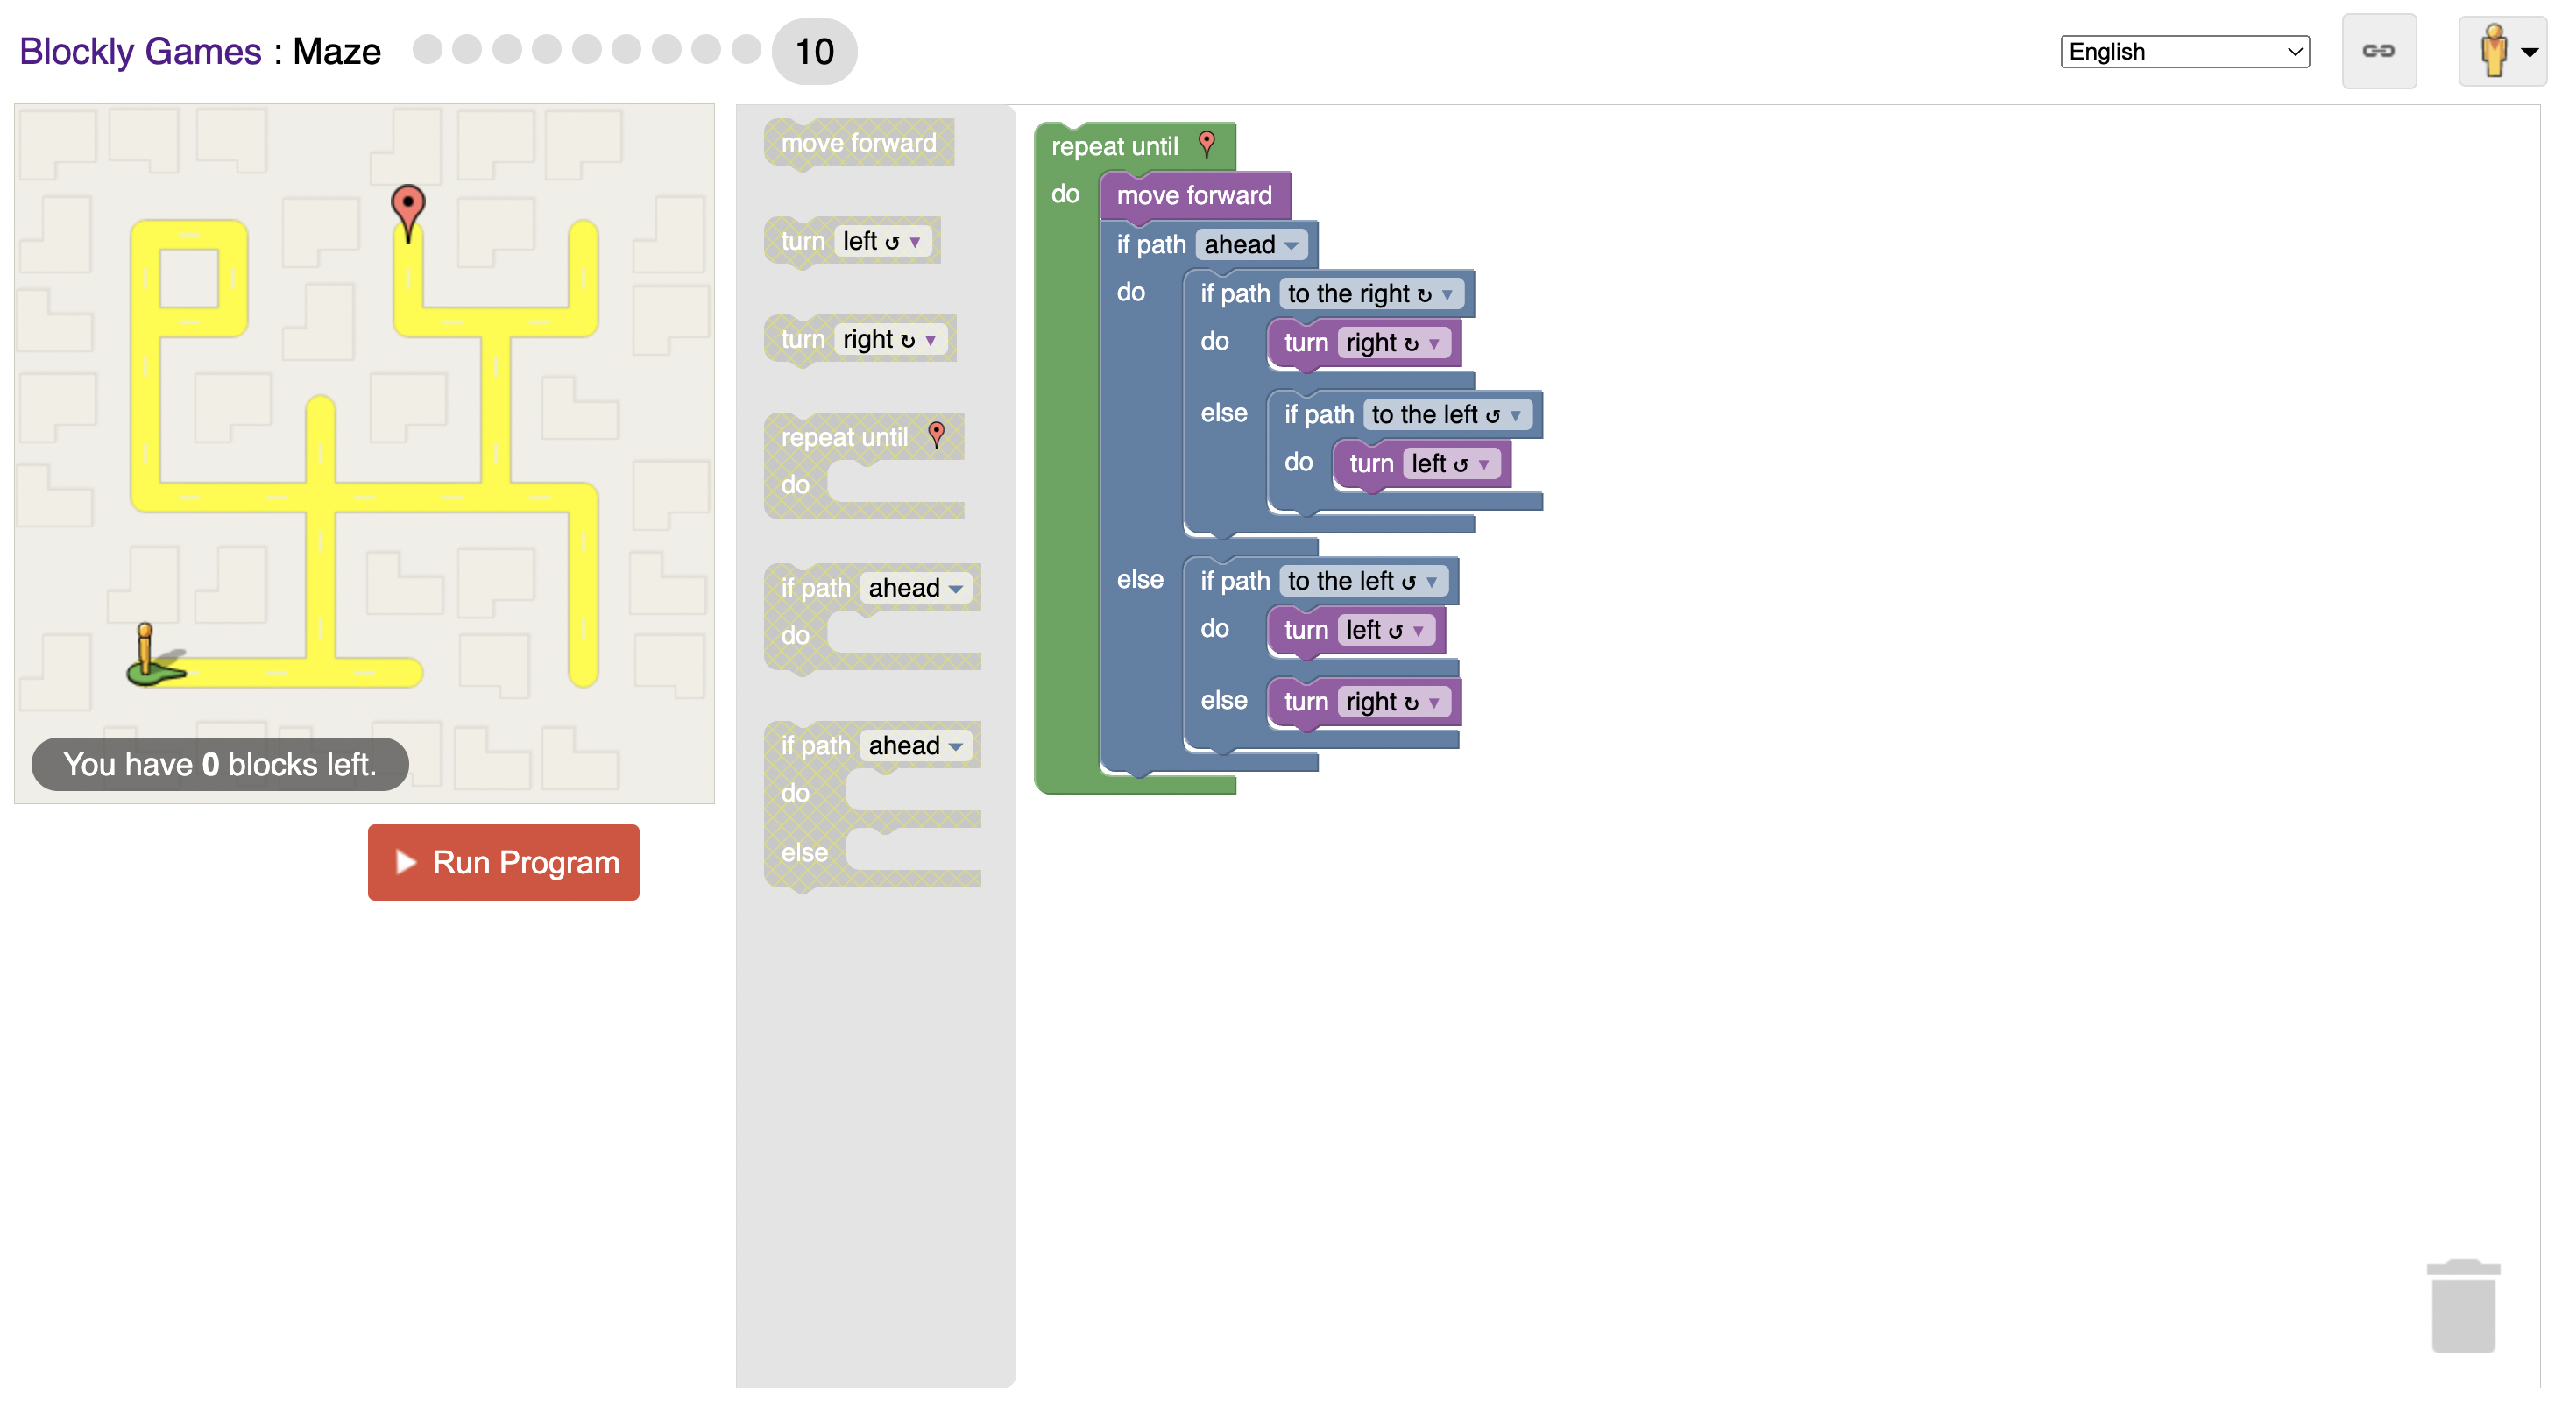 Blockly Games : Maze
10
English
You have 0 blocks left.
Run Program
move forward
turn left ↺ ▾
turn right ↻ ▾
repeat until
do
if path ahead
do
if path ahead
do
else
repeat until
do
move forward
if path ahead
do
if path to the right ↻ ▾
do
turn right ↻ ▾
else
if path to the left ↺ ▾
do
turn left ↺ ▾
else
if path to the left ↺ ▾
do
turn left ↺ ▾
else
turn right ↻ ▾